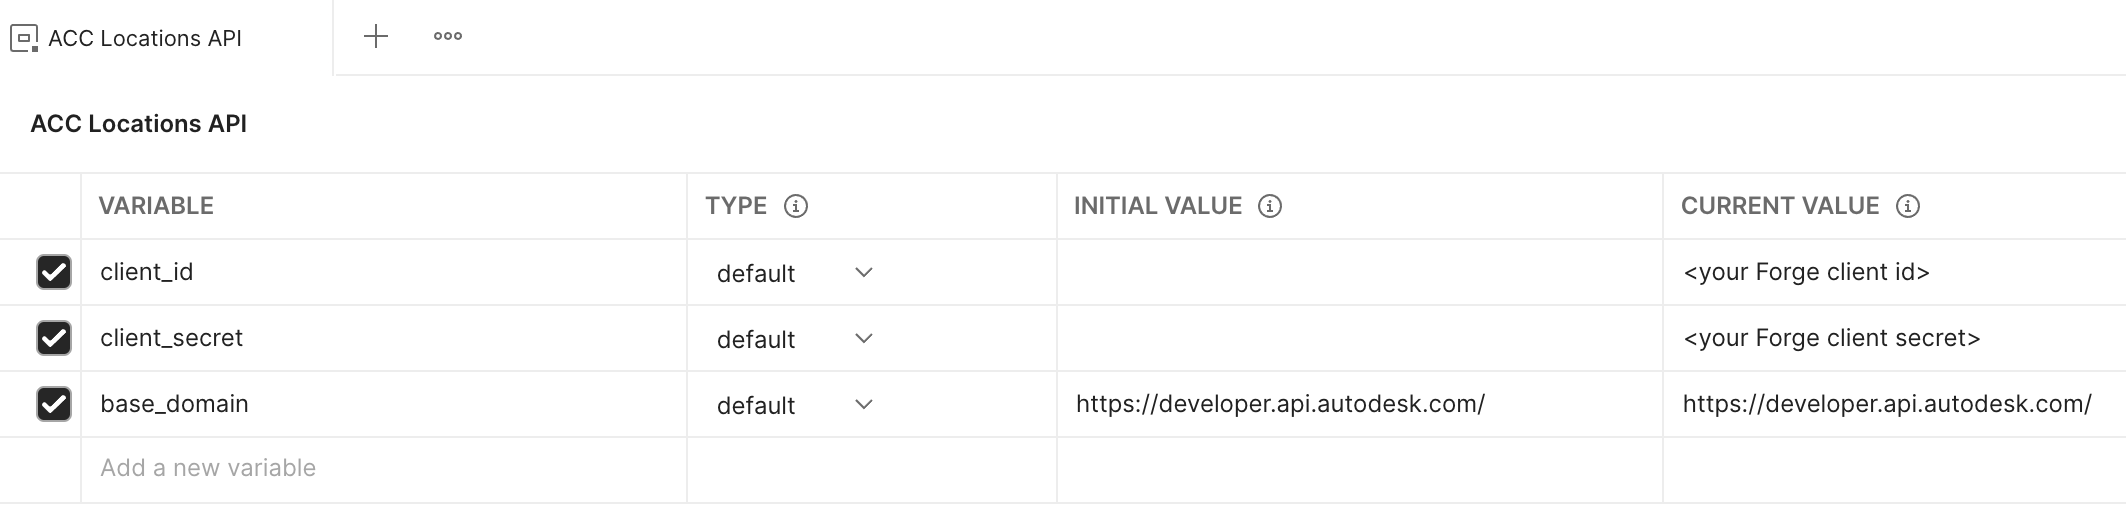 ACC Locations API
ACC Locations API
VARIABLE TYPE INITIAL VALUE CURRENT VALUE
client_id default <your Forge client id>
client_secret default <your Forge client secret>
base_domain default https://developer.api.autodesk.com/ https://developer.api.autodesk.com/
Add a new variable